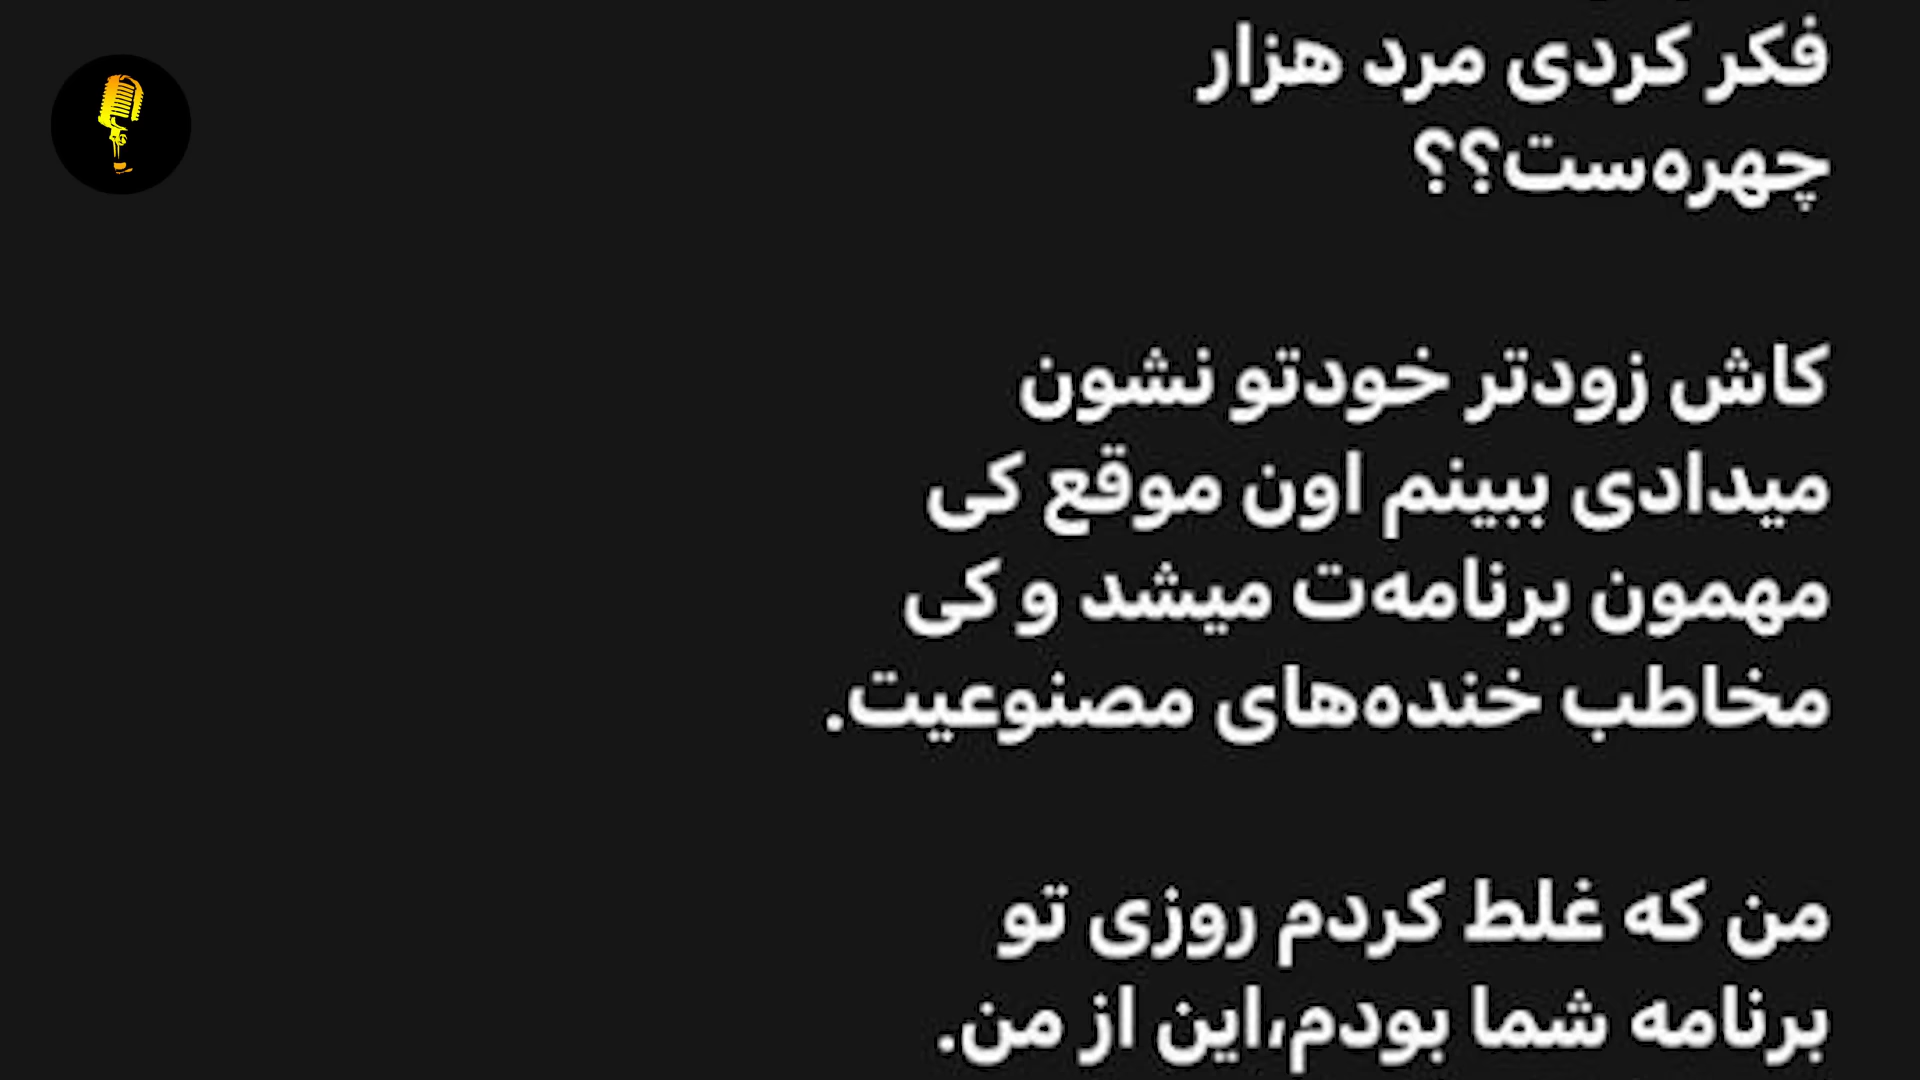 فکر کردی مرد هزار
چهره‌ست؟؟
کاش زودتر خودتو نشون
میدادی ببینم اون موقع کی
مهمون برنامه‌ت میشد و کی
مخاطب خنده‌های مصنوعیت.
من که غلط کردم روزی تو
برنامه شما بودم،این از من.